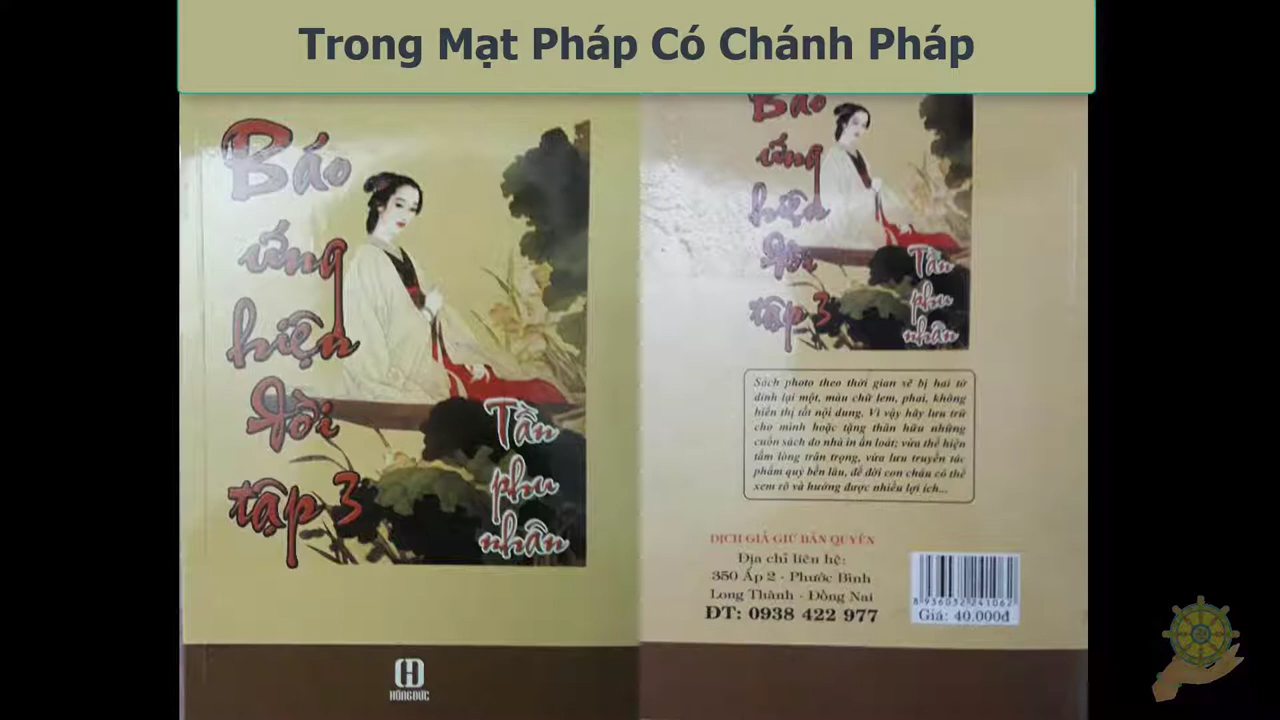 Trong Mạt Pháp Có Chánh Pháp
Báo
ứng
hiện
đời
tập 3
Tần
phu
nhân
HỒNG ĐỨC
Báo
ứng
hiện
đời
tập 3
Tần
phu
nhân
Sách photo theo thời gian sẽ bị hai tờ
dính lại một, màu chữ lem, phai, không
hiển thị tốt nội dung. Vì vậy hãy lưu trữ
cho mình hoặc tặng thân hữu những
cuốn sách do nhà in ấn loát; vừa thể hiện
tấm lòng trân trọng, vừa lưu truyền tác
phẩm quý bền lâu, để đời con cháu có thể
xem rõ và hưởng được nhiều lợi ích...
DỊCH GIẢ GIỮ BẢN QUYỀN
Địa chỉ liên hệ:
350 Ấp 2 - Phước Bình
Long Thành - Đồng Nai
ĐT: 0938 422 977
8 936032 241062
Giá: 40.000đ